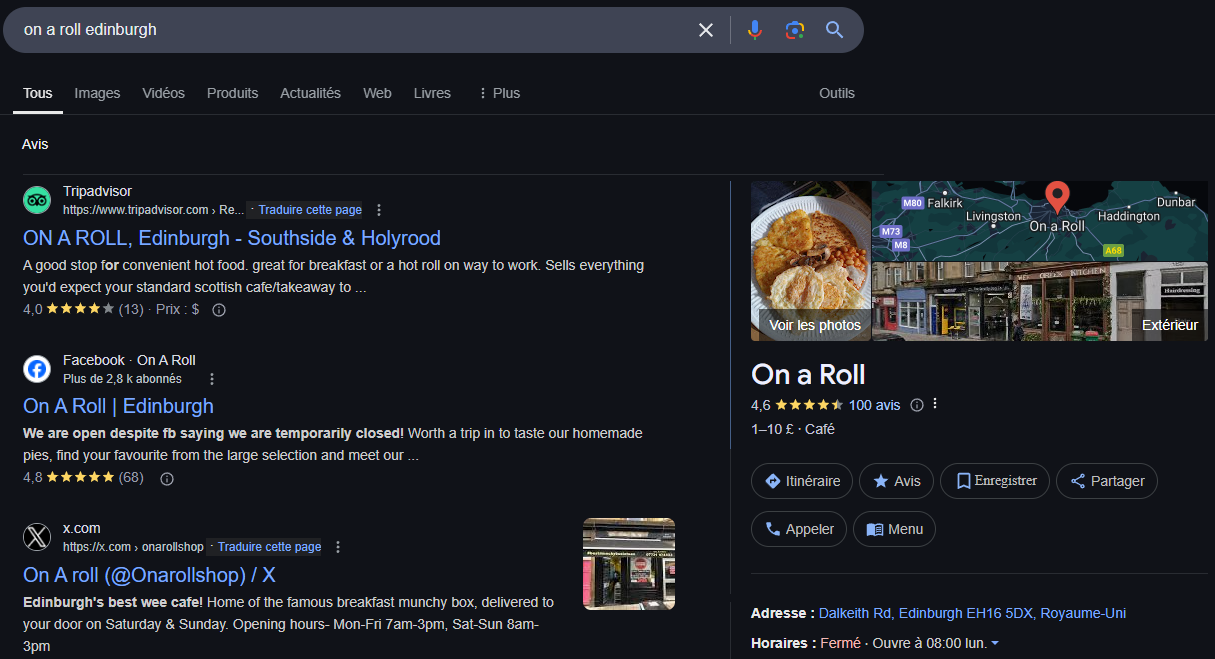 on a roll edinburgh
Tous Images Vidéos Produits Actualités Web Livres Plus Outils
Avis
Tripadvisor
https://www.tripadvisor.com › Re... · Traduire cette page
ON A ROLL, Edinburgh - Southside & Holyrood
A good stop for convenient hot food. great for breakfast or a hot roll on way to work. Sells everything
you'd expect your standard scottish cafe/takeaway to ...
4,0 (13) · Prix : $
Facebook · On A Roll
Plus de 2,8 k abonnés
On A Roll | Edinburgh
We are open despite fb saying we are temporarily closed! Worth a trip in to taste our homemade
pies, find your favourite from the large selection and meet our ...
4,8 (68)
x.com
https://x.com › onarollshop · Traduire cette page
On A roll (@Onarollshop) / X
Edinburgh's best wee cafe! Home of the famous breakfast munchy box, delivered to
your door on Saturday & Sunday. Opening hours- Mon-Fri 7am-3pm, Sat-Sun 8am-
3pm
Voir les photos
M80 Falkirk
Livingston
On a Roll
Haddington
Dunbar
M73
M8
A68
Hairdressing
Extérieur
On a Roll
4,6 100 avis
1–10 £ · Café
Itinéraire Avis Enregistrer Partager
Appeler Menu
Adresse : Dalkeith Rd, Edinburgh EH16 5DX, Royaume-Uni
Horaires : Fermé · Ouvre à 08:00 lun.